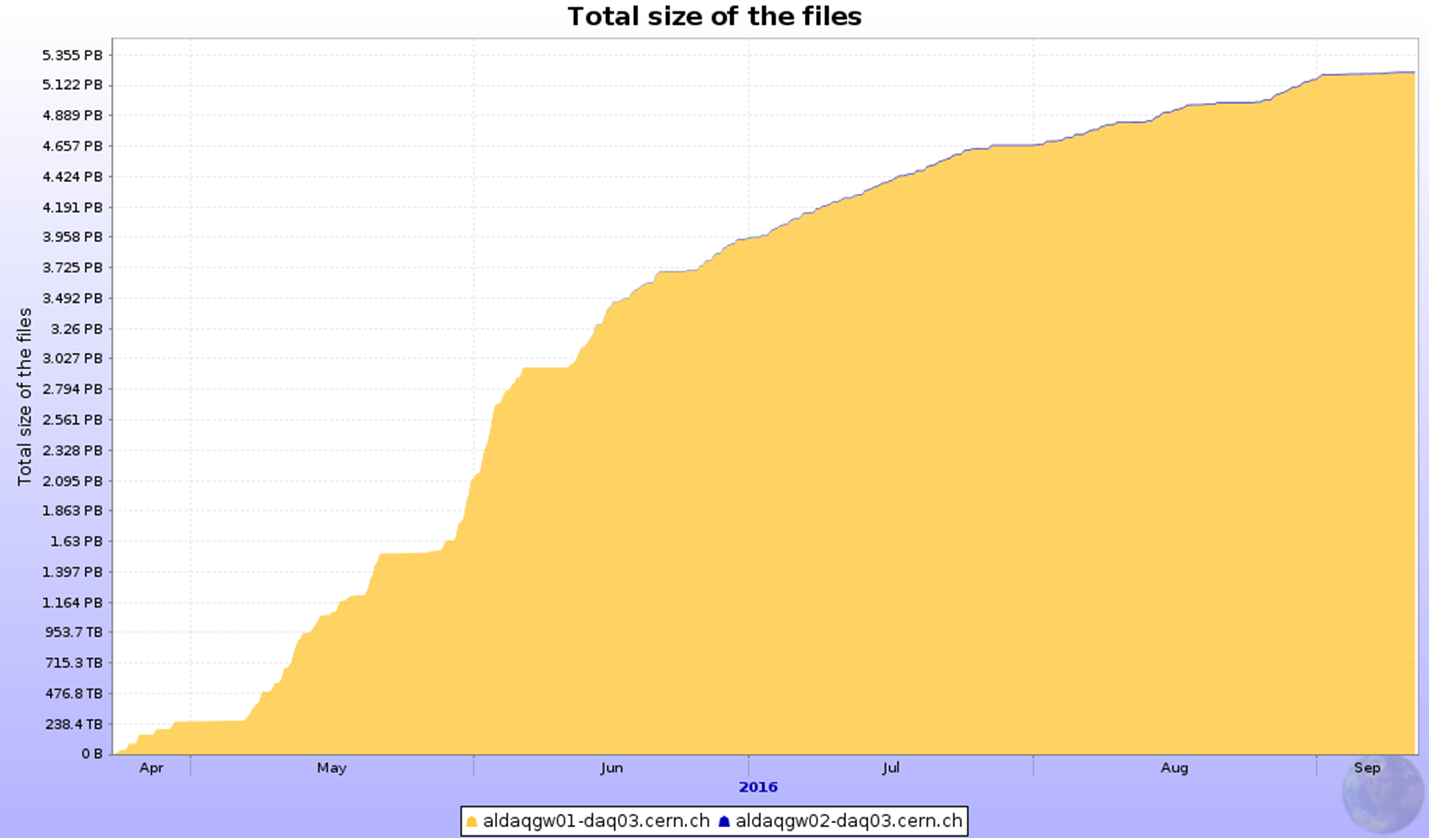 Total size of the files
5.355 PB
5.122 PB
4.889 PB
4.657 PB
4.424 PB
4.191 PB
3.958 PB
3.725 PB
3.492 PB
3.26 PB
3.027 PB
2.794 PB
2.561 PB
2.328 PB
2.095 PB
1.863 PB
1.63 PB
1.397 PB
1.164 PB
953.7 TB
715.3 TB
476.8 TB
238.4 TB
0 B
Total size of the files
Apr May Jun Jul Aug Sep
2016
aldaqgw01-daq03.cern.ch aldaqgw02-daq03.cern.ch